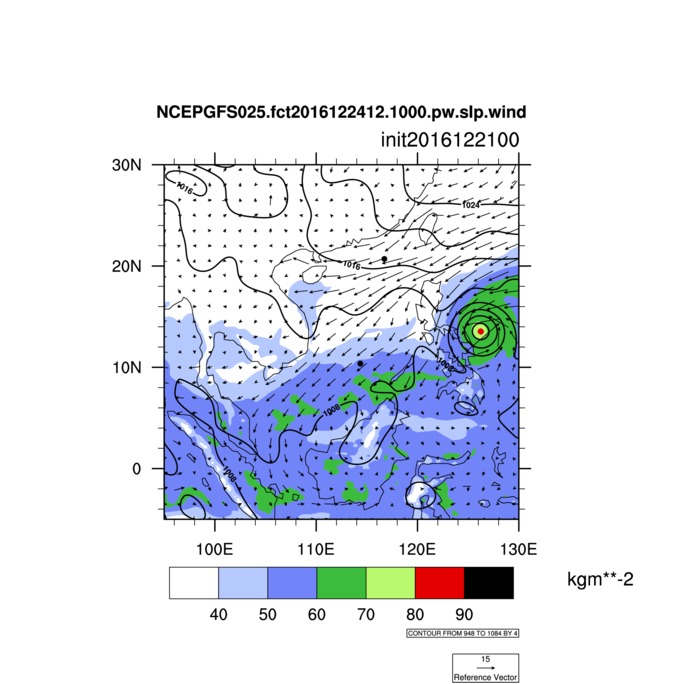 NCEPGFS025.fct2016122412.1000.pw.slp.wind
init2016122100
30N
1016
1024
20N
1016
10N
1008
1008
0
1008
100E 110E 120E 130E
kgm**-2
40 50 60 70 80 90
CONTOUR FROM 948 TO 1084 BY 4
15
Reference Vector